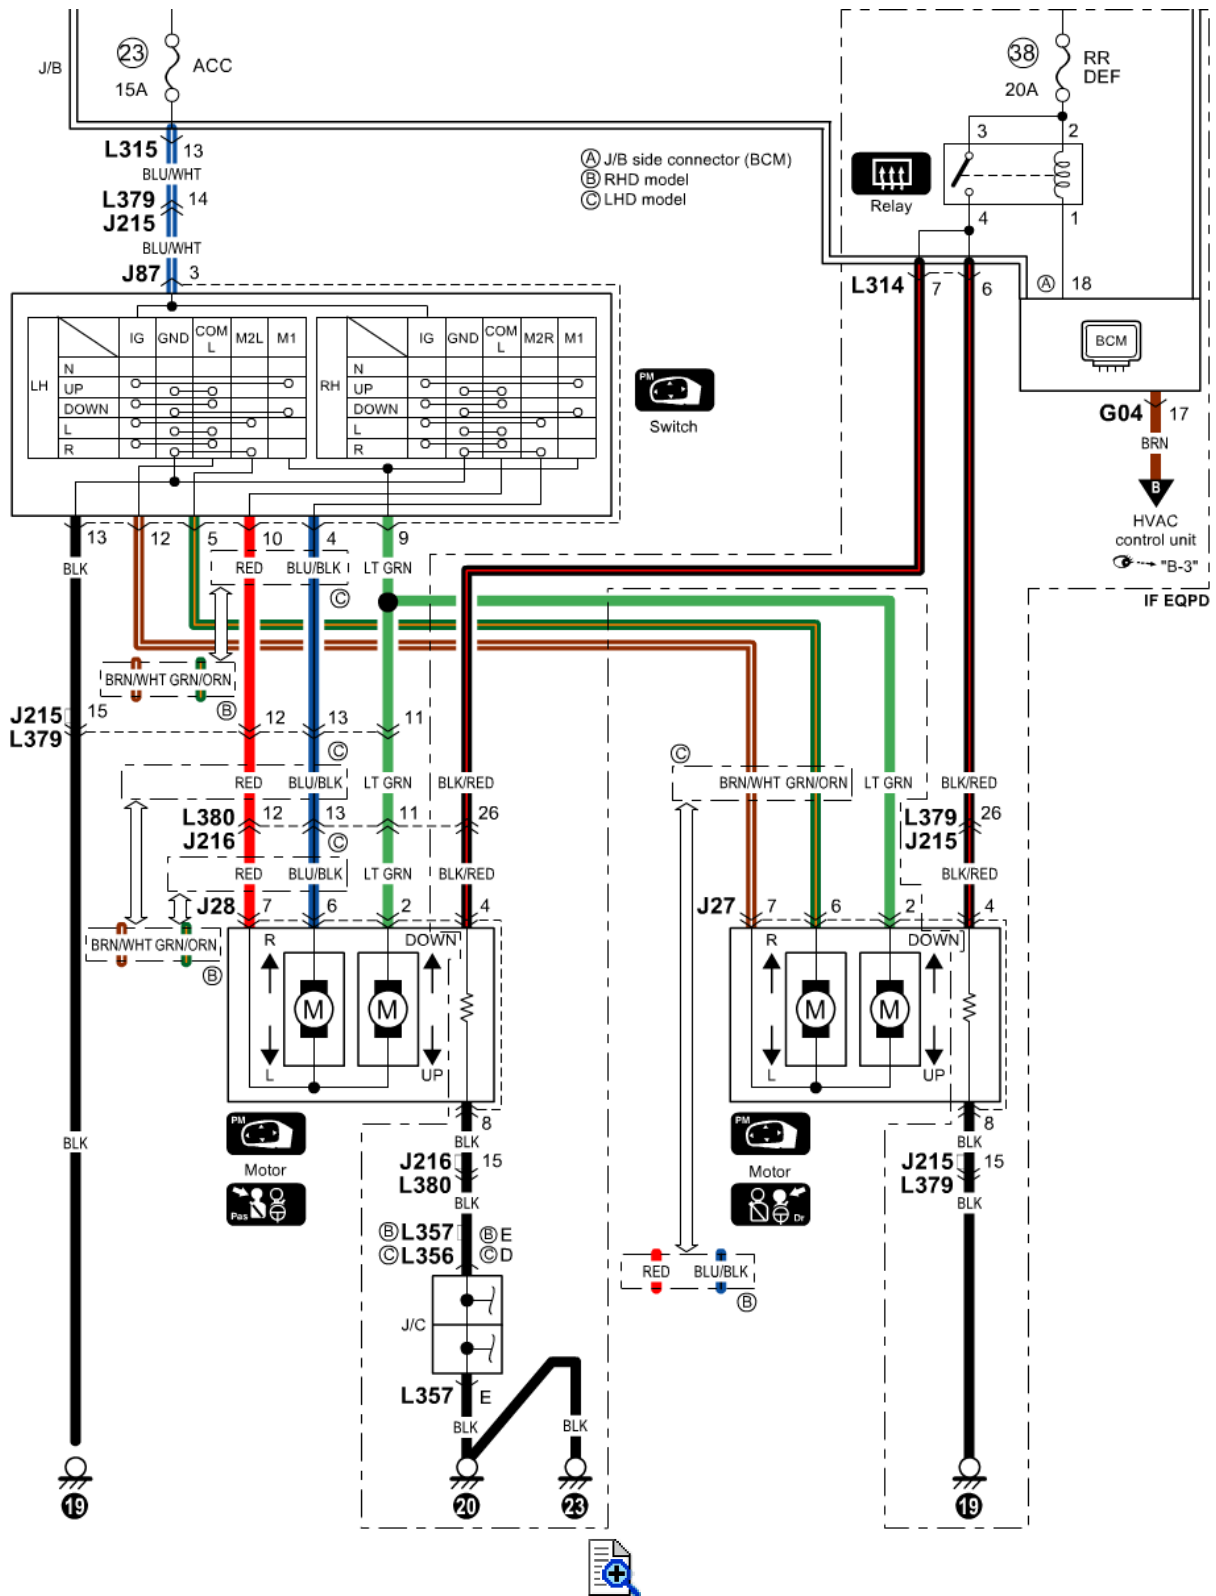 23
15A
ACC
J/B
38
20A
RR
DEF
3
2
Relay
4
1
Ⓐ J/B side connector (BCM)
Ⓑ RHD model
Ⓒ LHD model
L315 13
BLU/WHT
L379 14
J215
BLU/WHT
J87 3
L314 7 6
Ⓐ 18
BCM
G04 17
BRN
B
HVAC
control unit
"B-3"
IF EQPD
LH
IG GND COM L M2L M1
N
UP
DOWN
L
R
RH
IG GND COM L M2R M1
N
UP
DOWN
L
R
PM
Switch
13 12 5 10 4 9
BLK RED BLU/BLK LT GRN
Ⓒ
BRN/WHT GRN/ORN
Ⓑ
J215 15 12 13 11
L379
Ⓒ
RED BLU/BLK LT GRN BLK/RED
Ⓒ
BRN/WHT GRN/ORN LT GRN BLK/RED
L380 12 13 11 26
J216
Ⓒ
L379 26
J215
RED BLU/BLK LT GRN BLK/RED
BLK/RED
J28 7 6 2 4
J27 7 6 2 4
BRN/WHT GRN/ORN
Ⓑ
R DOWN
M M
L UP
R DOWN
M M
L UP
8
BLK
8
BLK
PM
Motor
Pas
PM
Motor
Dr
BLK
J216 15
L380
BLK
J215 15
L379
BLK
Ⓑ L357 Ⓑ E
Ⓒ L356 Ⓒ D
RED BLU/BLK
Ⓑ
J/C
L357 E
BLK
BLK
19
20
23
19